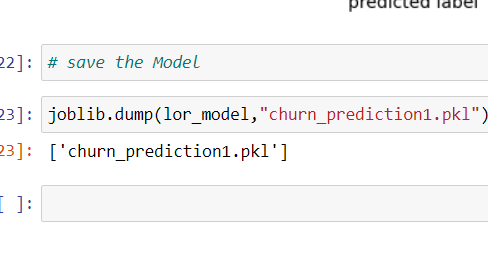 predicted label
22]: # save the Model
23]: joblib.dump(lor_model,"churn_prediction1.pkl")
23]: ['churn_prediction1.pkl']
[ ]: